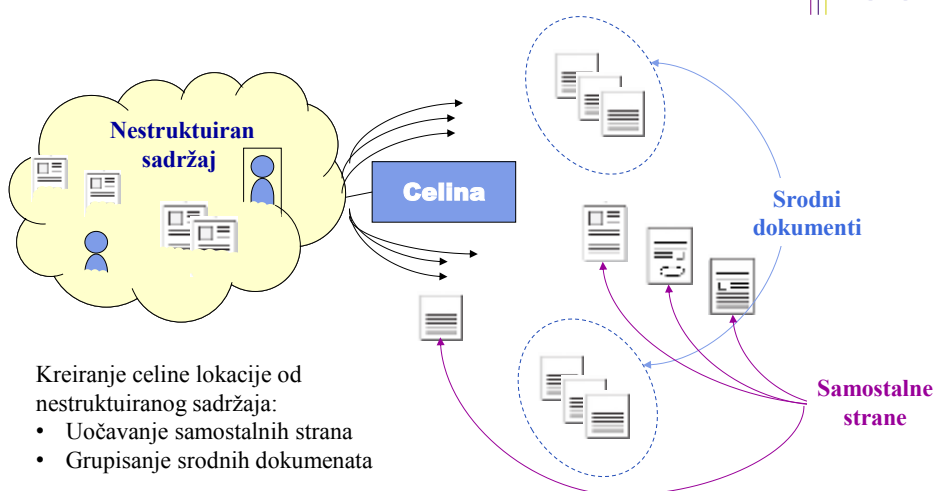 Nestruktuiran
sadržaj
Celina
Srodni
dokumenti
Samostalne
strane
Kreiranje celine lokacije od
nestruktuiranog sadržaja:
• Uočavanje samostalnih strana
• Grupisanje srodnih dokumenata